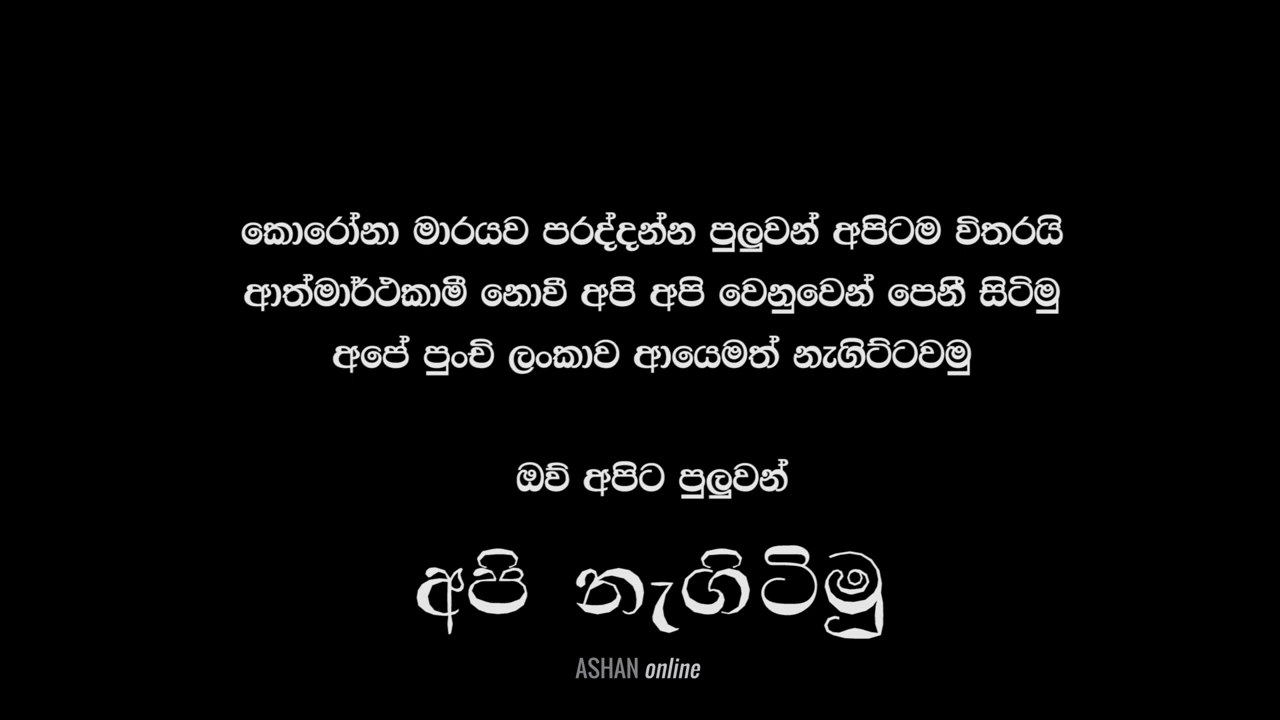 කොරෝනා මාරයව පරද්දන්න පුලුවන් අපිටම විතරයි
ආත්මාර්ථකාමී නොවී අපි අපි වෙනුවෙන් පෙනී සිටිමු
අපේ පුංචි ලංකාව ආයෙමත් නැගිට්ටවමු
ඔව් අපිට පුලුවන්
අපි නැගිටිමු
ASHAN online